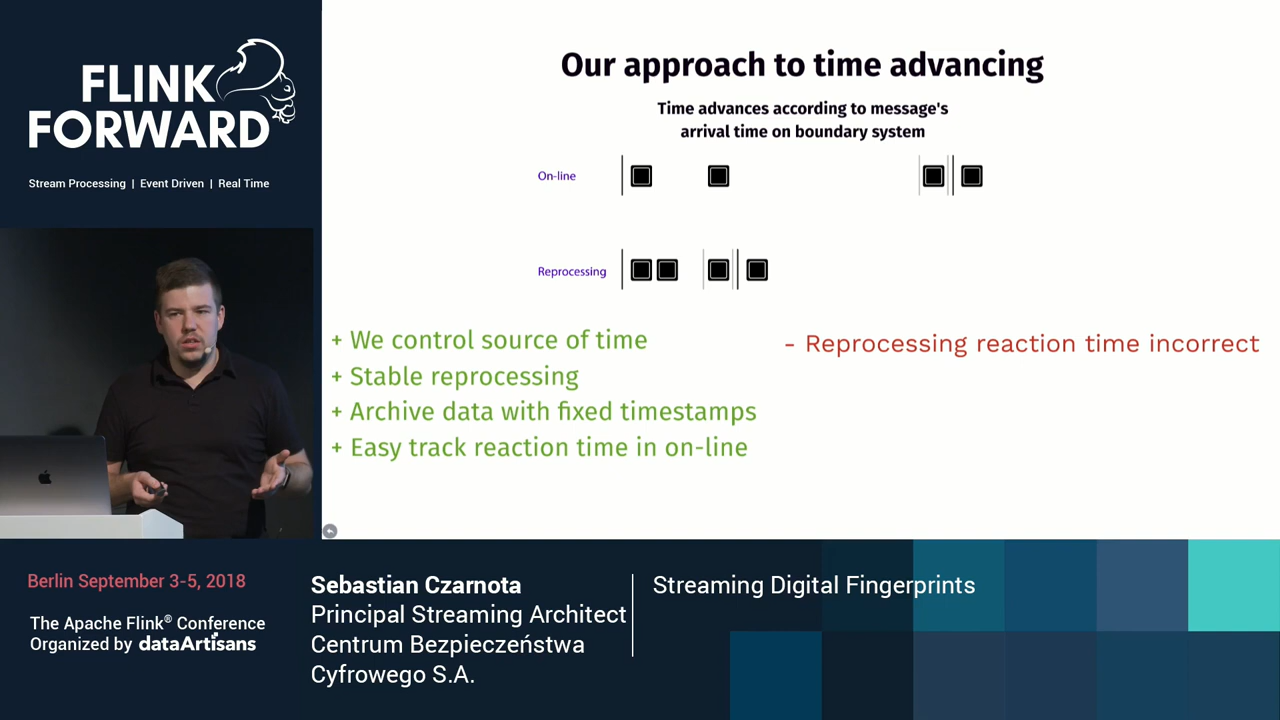 FLINK
FORWARD
Stream Processing | Event Driven | Real Time
Our approach to time advancing
Time advances according to message's
arrival time on boundary system
On-line
Reprocessing
+ We control source of time
+ Stable reprocessing
+ Archive data with fixed timestamps
+ Easy track reaction time in on-line
- Reprocessing reaction time incorrect
Berlin September 3-5, 2018
The Apache Flink® Conference
Organized by dataArtisans
Sebastian Czarnota
Principal Streaming Architect
Centrum Bezpieczeństwa
Cyfrowego S.A.
Streaming Digital Fingerprints